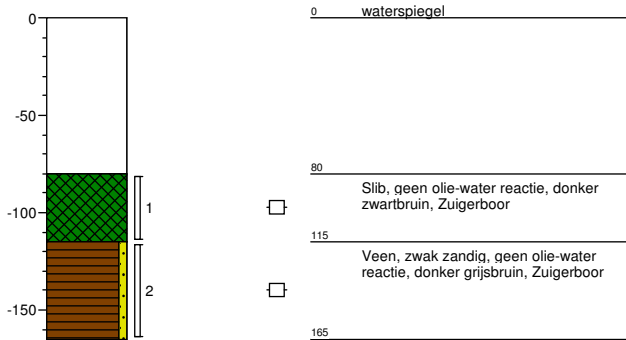 0
-50
-100
-150
1
2
0 waterspiegel
80
Slib, geen olie-water reactie, donker
zwartbruin, Zuigerboor
115
Veen, zwak zandig, geen olie-water
reactie, donker grijsbruin, Zuigerboor
165